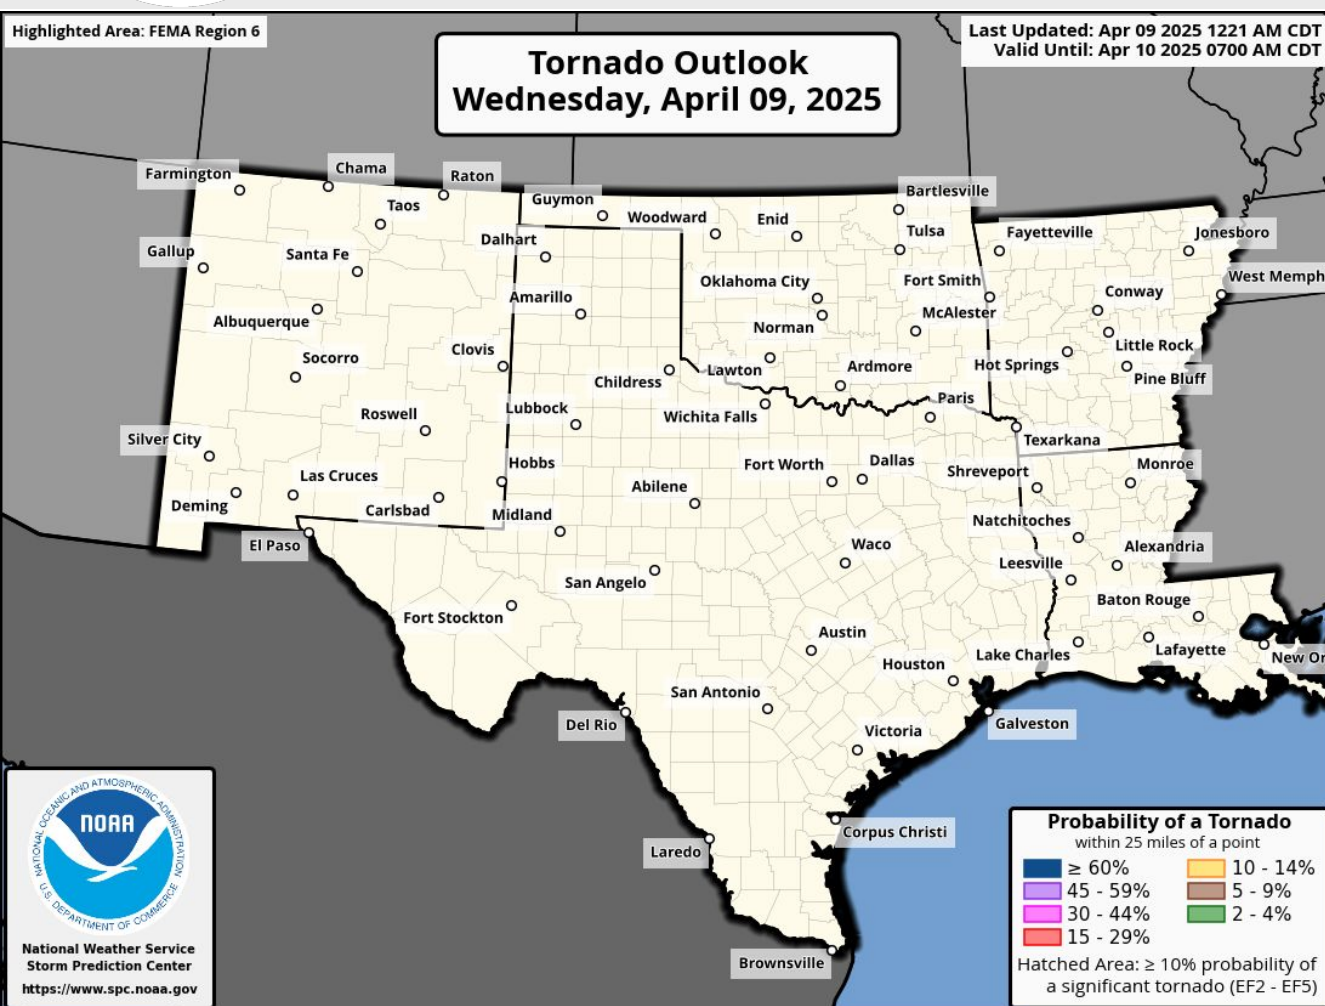 Highlighted Area: FEMA Region 6
Last Updated: Apr 09 2025 1221 AM CDT
Valid Until: Apr 10 2025 0700 AM CDT
Tornado Outlook
Wednesday, April 09, 2025
Farmington
Chama
Raton
Taos
Guymon
Woodward
Enid
Bartlesville
Tulsa
Fayetteville
Jonesboro
Gallup
Santa Fe
Dalhart
Oklahoma City
Fort Smith
West Memph
Conway
Amarillo
Albuquerque
Norman
McAlester
Little Rock
Socorro
Clovis
Childress
Lawton
Ardmore
Hot Springs
Pine Bluff
Roswell
Lubbock
Wichita Falls
Paris
Silver City
Texarkana
Las Cruces
Hobbs
Fort Worth
Dallas
Shreveport
Monroe
Deming
Carlsbad
Midland
Abilene
Natchitoches
El Paso
Waco
Alexandria
Leesville
San Angelo
Baton Rouge
Fort Stockton
Austin
Lake Charles
Lafayette
New Or
Houston
San Antonio
Del Rio
Galveston
Victoria
Corpus Christi
Laredo
Brownsville
NATIONAL OCEANIC AND ATMOSPHERIC ADMINISTRATION
NOAA
U.S. DEPARTMENT OF COMMERCE
National Weather Service
Storm Prediction Center
https://www.spc.noaa.gov
Probability of a Tornado
within 25 miles of a point
≥ 60%
10 - 14%
45 - 59%
5 - 9%
30 - 44%
2 - 4%
15 - 29%
Hatched Area: ≥ 10% probability of
a significant tornado (EF2 - EF5)